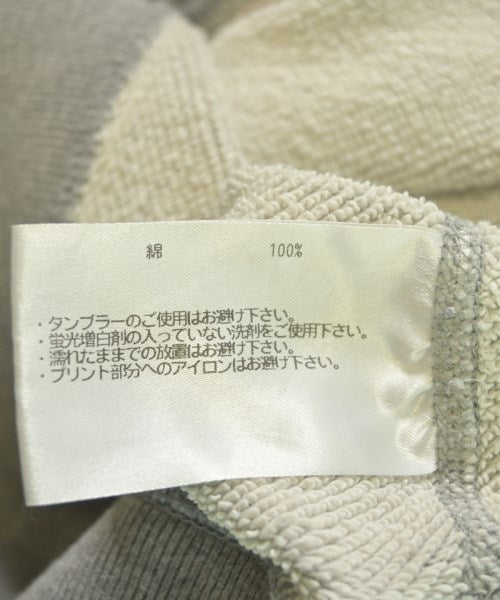 綿 100%
・タンブラーのご使用はお避け下さい。
・蛍光増白剤の入っていない洗剤をご使用下さい。
・濡れたままでの放置はお避け下さい。
・プリント部分へのアイロンはお避け下さい。